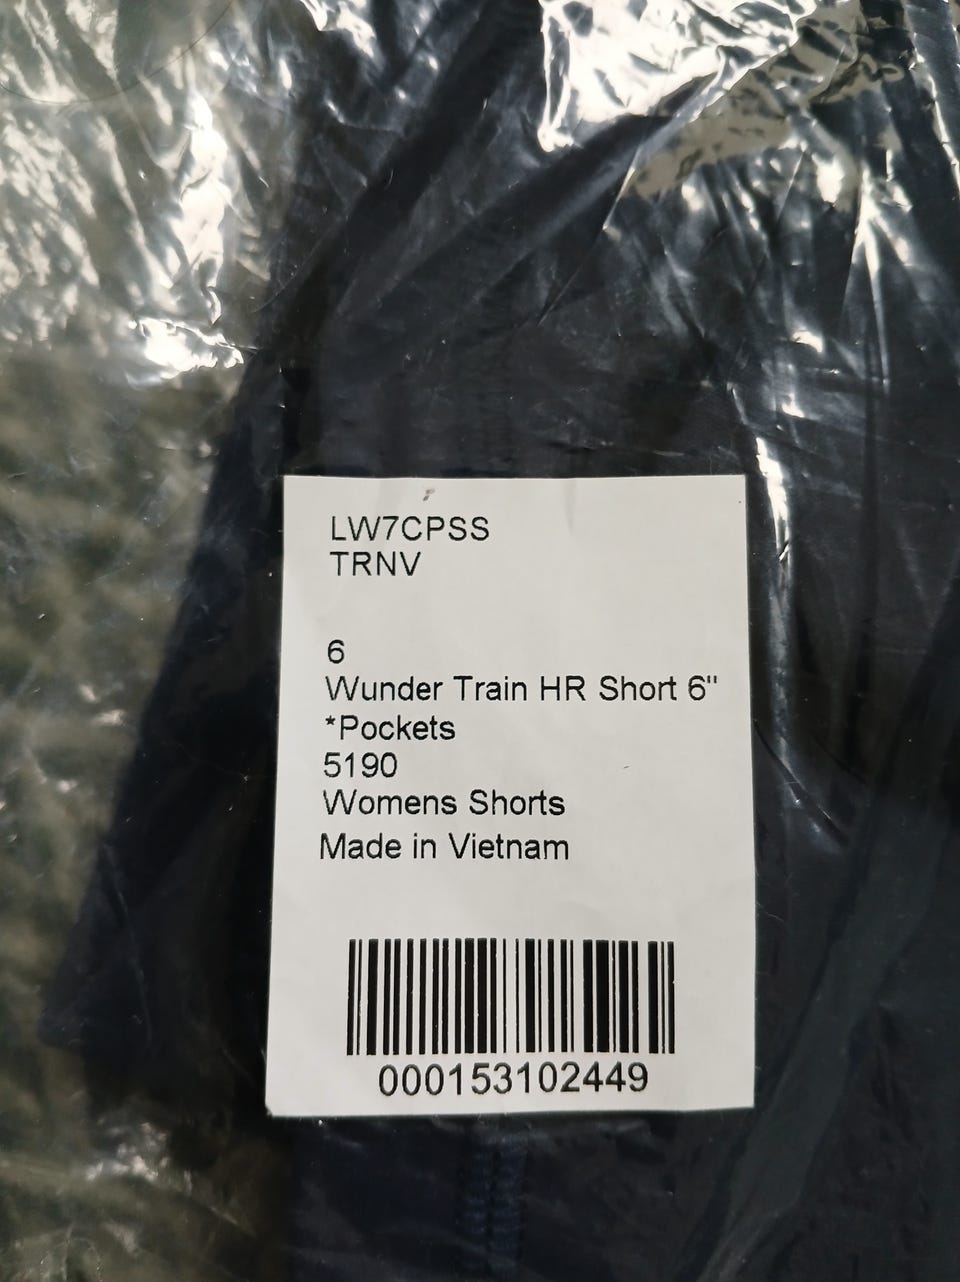 LW7CPSS
TRNV
6
Wunder Train HR Short 6"
*Pockets
5190
Womens Shorts
Made in Vietnam
000153102449